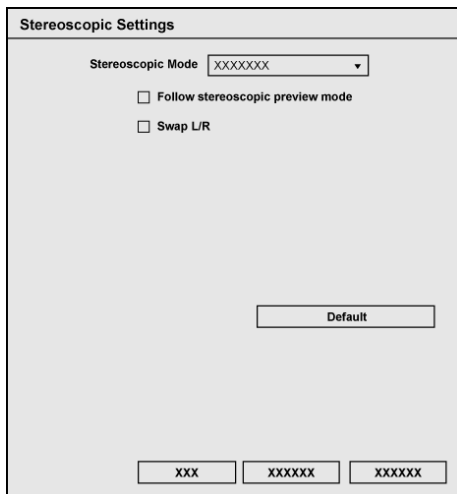 Stereoscopic Settings
Stereoscopic Mode XXXXXXX
Follow stereoscopic preview mode
Swap L/R
Default
XXX XXXXXX XXXXXX